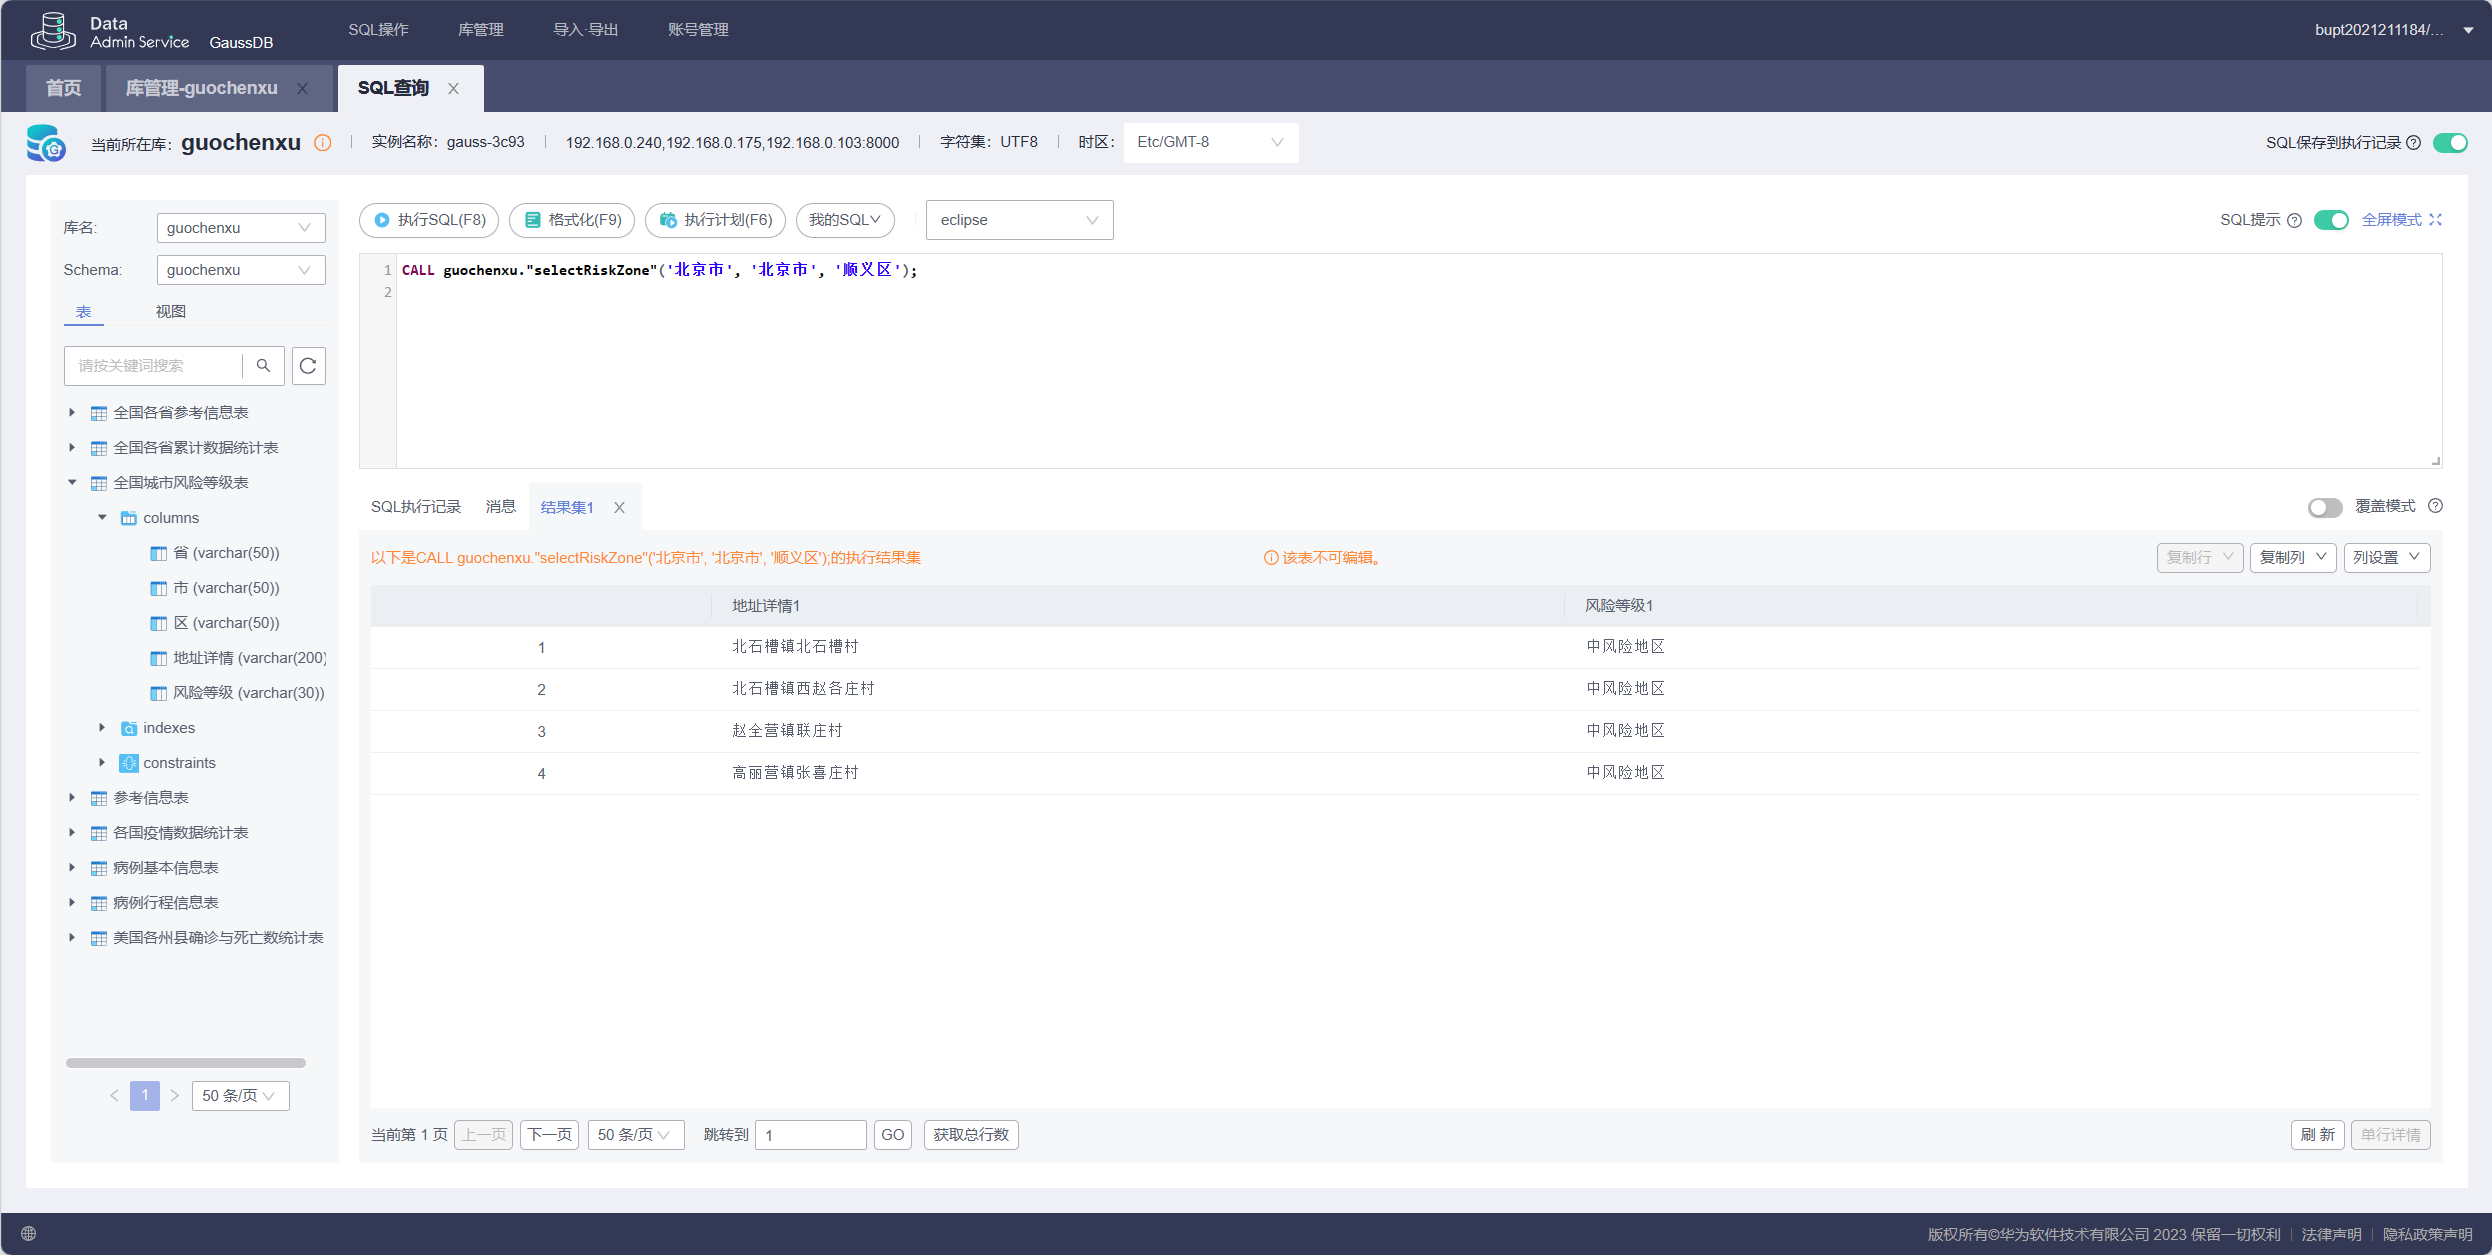 Data
Admin Service GaussDB SQL操作 库管理 导入·导出 账号管理 bupt2021211184/...
首页 库管理-guochenxu SQL查询
当前所在库: guochenxu 实例名称: gauss-3c93 192.168.0.240,192.168.0.175,192.168.0.103:8000 字符集: UTF8 时区: Etc/GMT-8 SQL保存到执行记录
库名: guochenxu
Schema: guochenxu
表 视图
请按关键词搜索
全国各省参考信息表
全国各省累计数据统计表
全国城市风险等级表
columns
省 (varchar(50))
市 (varchar(50))
区 (varchar(50))
地址详情 (varchar(200)
风险等级 (varchar(30))
indexes
constraints
参考信息表
各国疫情数据统计表
病例基本信息表
病例行程信息表
美国各州县确诊与死亡数统计表
1 50 条/页
执行SQL(F8) 格式化(F9) 执行计划(F6) 我的SQL eclipse SQL提示 全屏模式
1 CALL guochenxu."selectRiskZone"('北京市', '北京市', '顺义区');
2
SQL执行记录 消息 结果集1 覆盖模式
以下是CALL guochenxu."selectRiskZone"('北京市', '北京市', '顺义区');的执行结果集 该表不可编辑。 复制行 复制列 列设置
地址详情1 风险等级1
1 北石槽镇北石槽村 中风险地区
2 北石槽镇西赵各庄村 中风险地区
3 赵全营镇联庄村 中风险地区
4 高丽营镇张喜庄村 中风险地区
当前第 1 页 上一页 下一页 50 条/页 跳转到 1 GO 获取总行数 刷 新 单行详情
版权所有©华为软件技术有限公司 2023 保留一切权利 法律声明 隐私政策声明